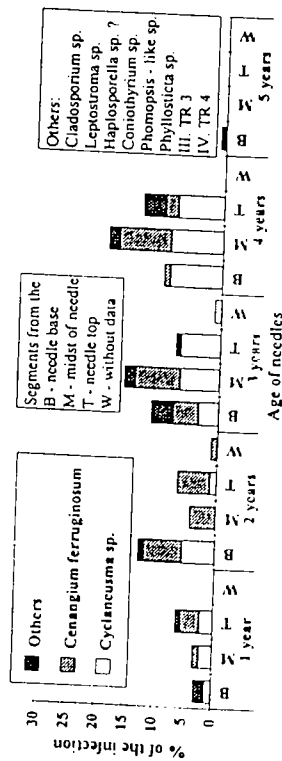 % of the infection
30
25
20
15
10
5
0
Others
Cenangium ferruginosum
Cyclaneusma sp.
Segments from the
B - needle base
M - midst of needle
T - needle top
W - without data
Others:
Cladosporium sp.
Leptostroma sp.
Haplosporella sp. ?
Coniothyrium sp.
Phomopsis - like sp.
Phyllosticta sp.
III. TR 3
IV. TR 4
B M T W B M T W B M T W B M T W B M T W
1 year 2 years 3 years 4 years 5 years
Age of needles